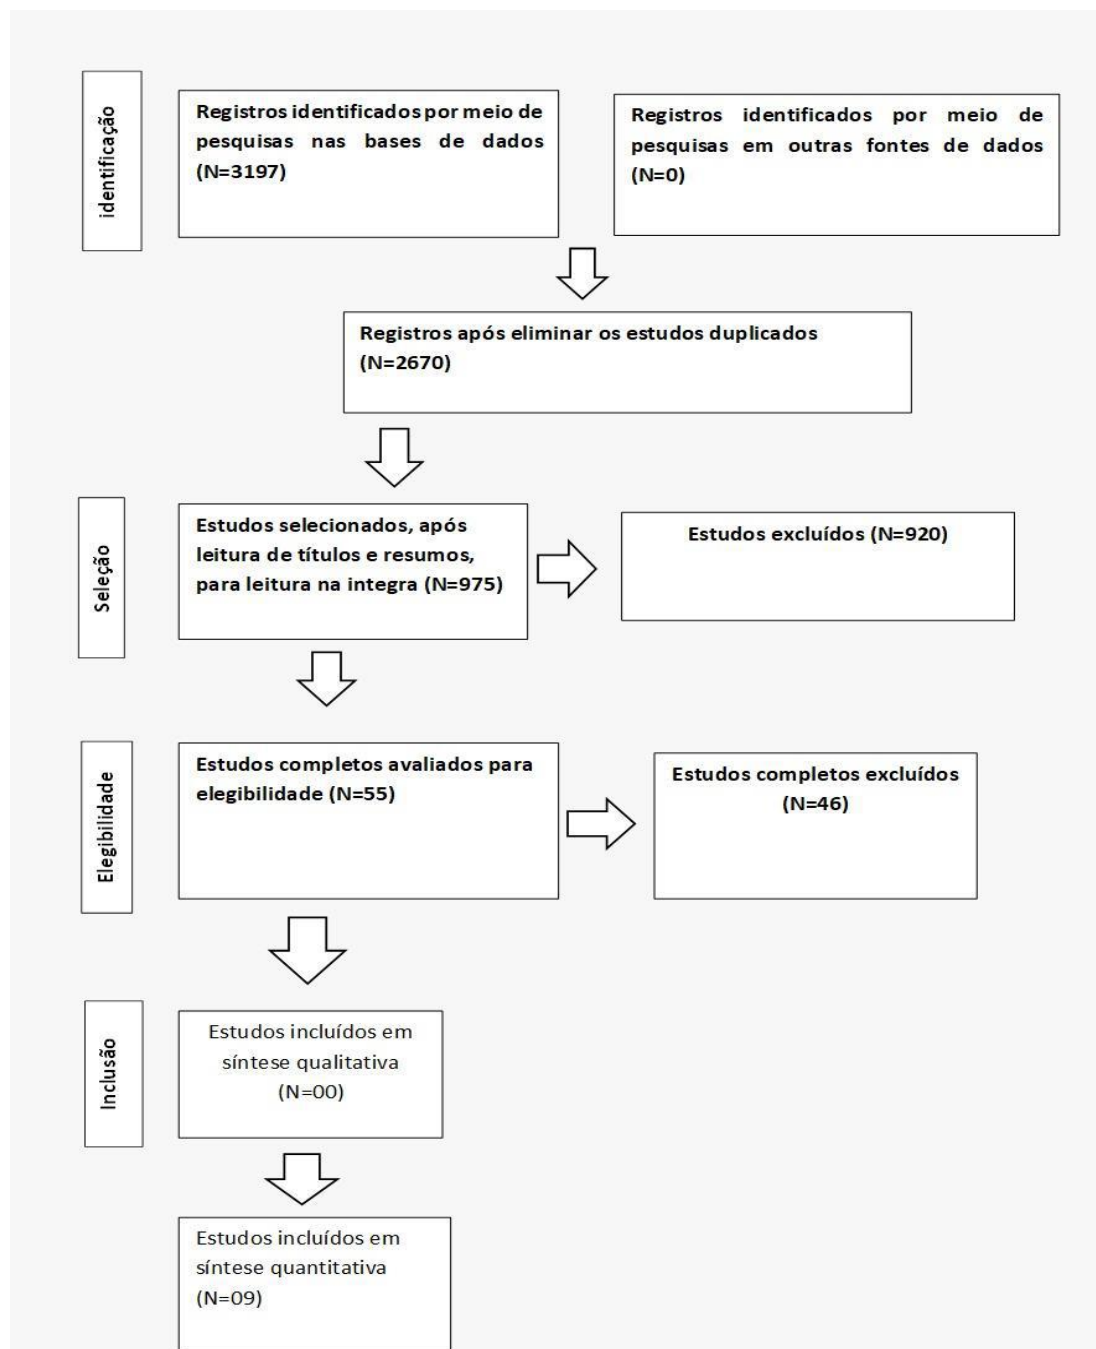 identificação
Registros identificados por meio de
pesquisas nas bases de dados
(N=3197)
Registros identificados por meio de
pesquisas em outras fontes de dados
(N=0)
Registros após eliminar os estudos duplicados
(N=2670)
Seleção
Estudos selecionados, após
leitura de títulos e resumos,
para leitura na integra (N=975)
Estudos excluídos (N=920)
Elegibilidade
Estudos completos avaliados para
elegibilidade (N=55)
Estudos completos excluídos
(N=46)
Inclusão
Estudos incluídos em
síntese qualitativa
(N=00)
Estudos incluídos em
síntese quantitativa
(N=09)